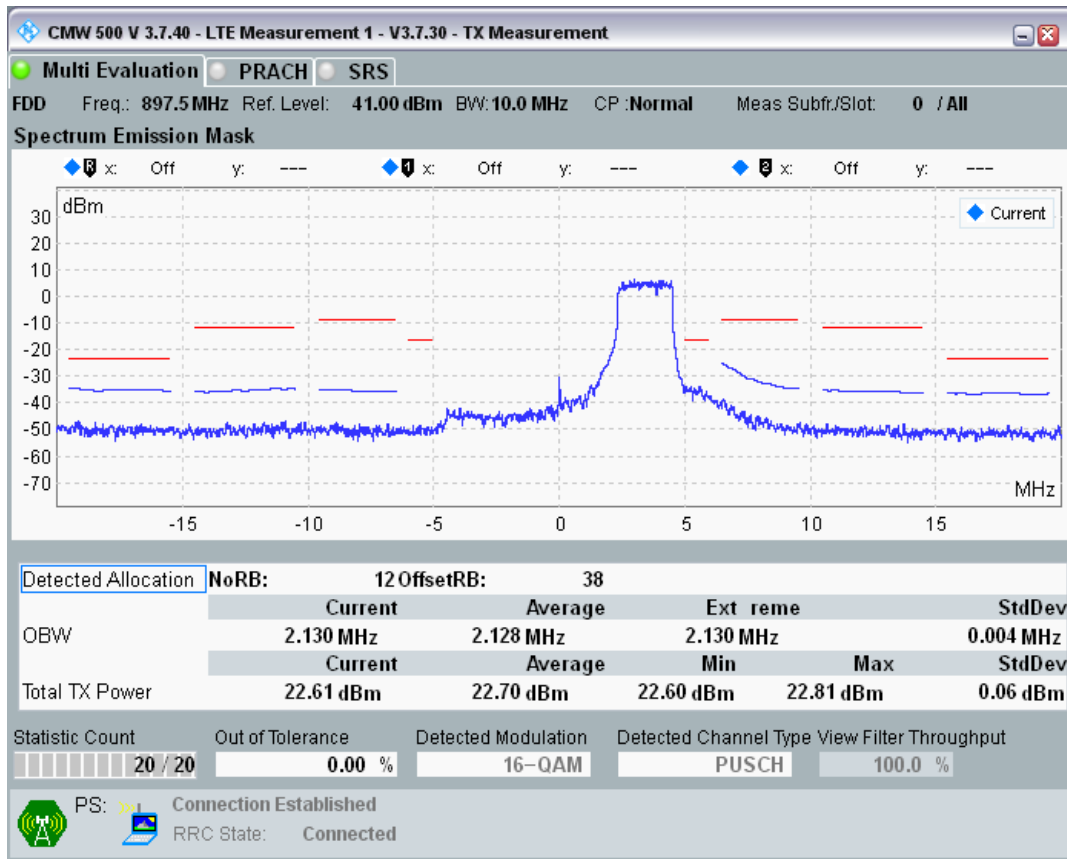 CMW 500 V 3.7.40 - LTE Measurement 1 - V3.7.30 - TX Measurement
Multi Evaluation PRACH SRS
FDD Freq.: 897.5 MHz Ref. Level: 41.00 dBm BW: 10.0 MHz CP :Normal Meas Subfr./Slot: 0 / All
Spectrum Emission Mask
R x: Off y: --- 1 x: Off y: --- 2 x: Off y: ---
dBm
Current
30
20
10
0
-10
-20
-30
-40
-50
-60
-70
MHz
-15 -10 -5 0 5 10 15
Detected Allocation NoRB: 12 OffsetRB: 38
Current Average Ext reme StdDev
OBW 2.130 MHz 2.128 MHz 2.130 MHz 0.004 MHz
Current Average Min Max StdDev
Total TX Power 22.61 dBm 22.70 dBm 22.60 dBm 22.81 dBm 0.06 dBm
Statistic Count Out of Tolerance Detected Modulation Detected Channel Type View Filter Throughput
20 / 20 0.00 % 16-QAM PUSCH 100.0 %
PS: Connection Established
RRC State: Connected